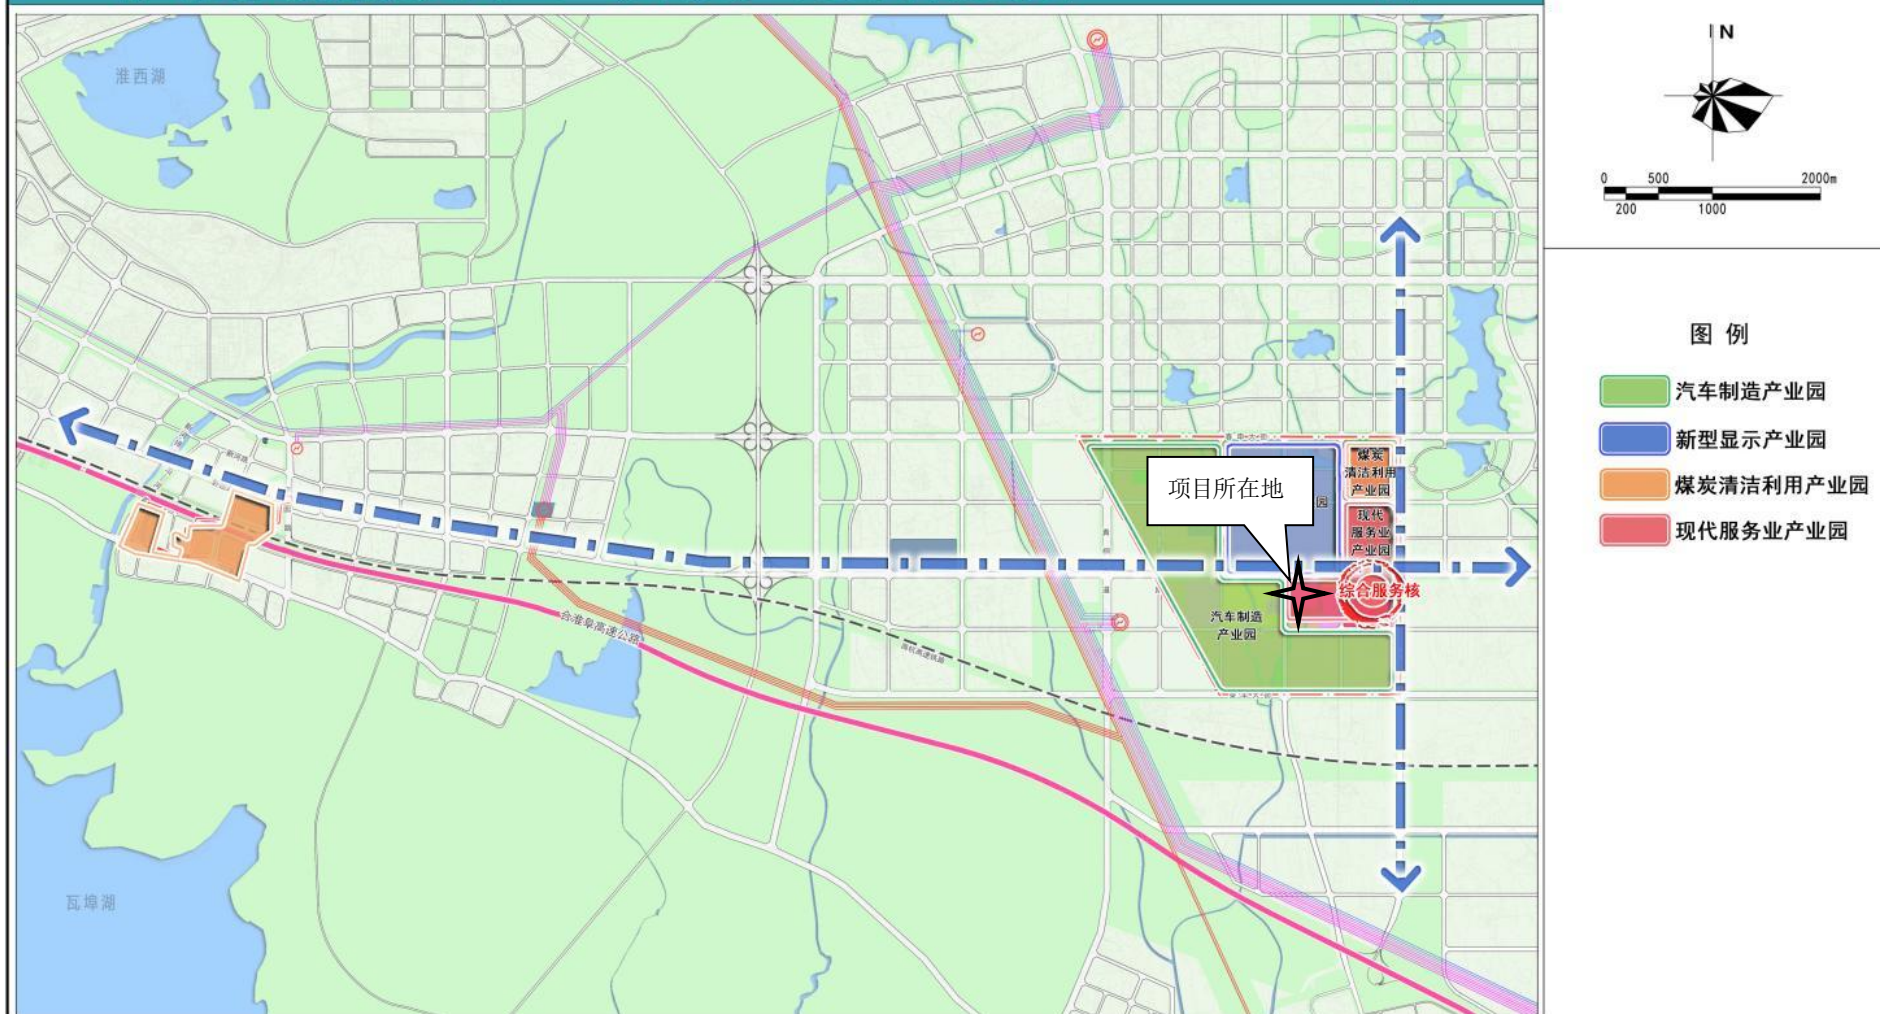 N
0 500 2000m
200 1000
图例
汽车制造产业园
新型显示产业园
煤炭清洁利用产业园
现代服务业产业园
淮西湖
煤炭
清洁利用
产业园
项目所在地
园
现代
服务业
产业园
综合服务核
汽车制造
产业园
合淮阜高速公路
瓦埠湖